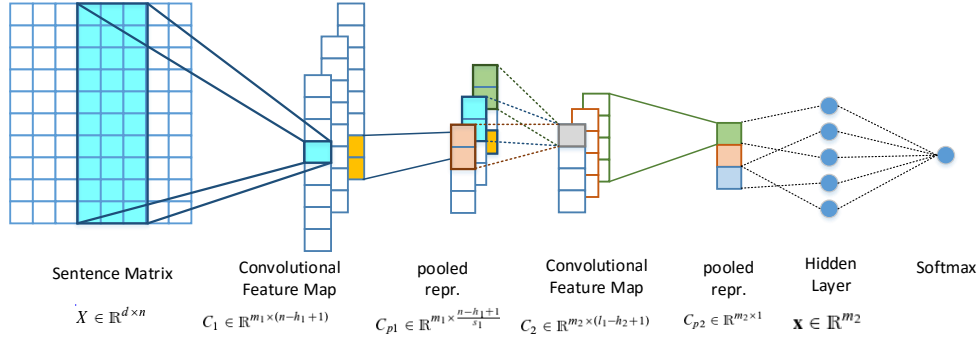 Sentence Matrix
X ∈ ℝ^{d×n}
Convolutional
Feature Map
C_1 ∈ ℝ^{m_1×(n−h_1+1)}
pooled
repr.
C_{p1} ∈ ℝ^{m_1×\frac{n−h_1+1}{s_1}}
Convolutional
Feature Map
C_2 ∈ ℝ^{m_2×(l_1−h_2+1)}
pooled
repr.
C_{p2} ∈ ℝ^{m_2×1}
Hidden
Layer
𝐱 ∈ ℝ^{m_2}
Softmax